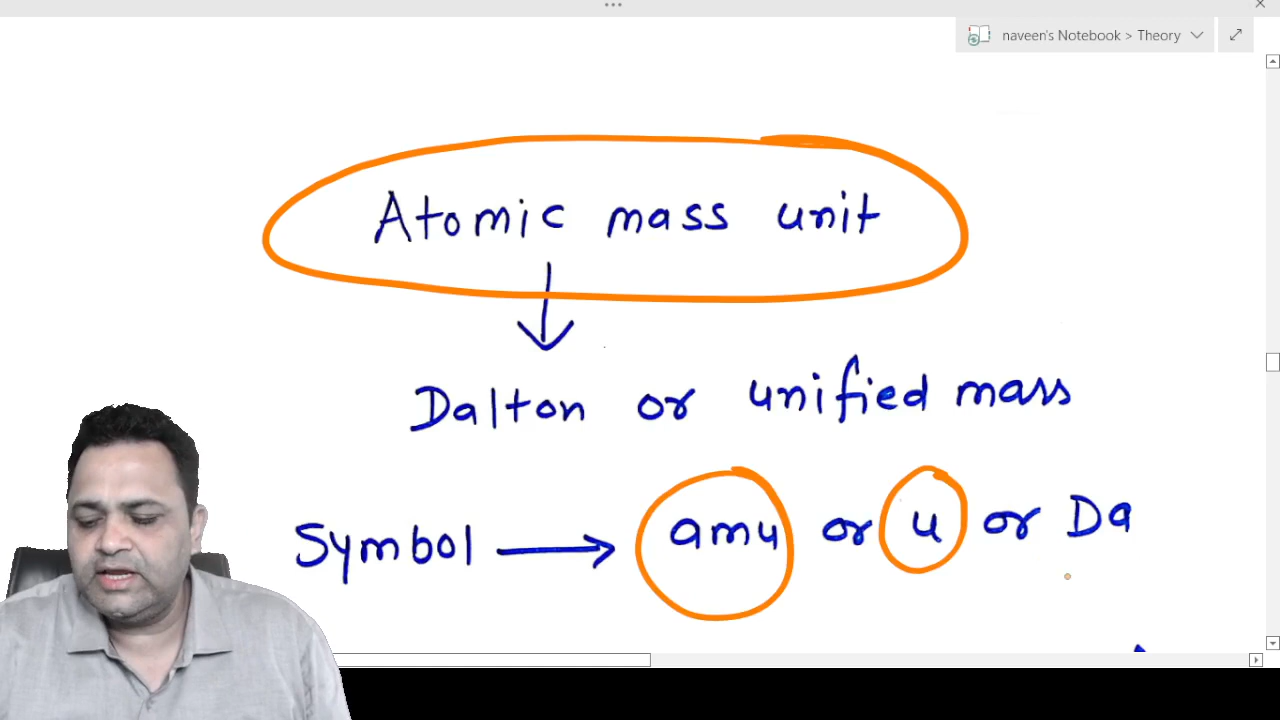 naveen's Notebook > Theory
Atomic mass unit
Dalton or unified mass
Symbol → amu or u or Da